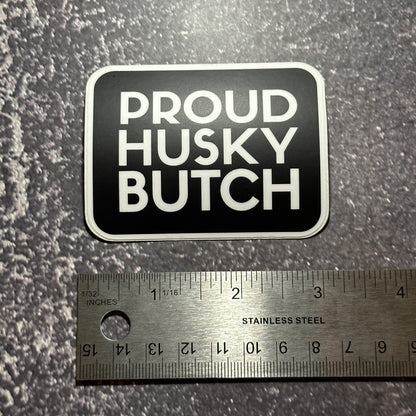 PROUD
HUSKY
BUTCH
1/32 1 1/16 2 3 4
INCHES
STAINLESS STEEL
15 14 13 12 11 10 9 8 7 6 5